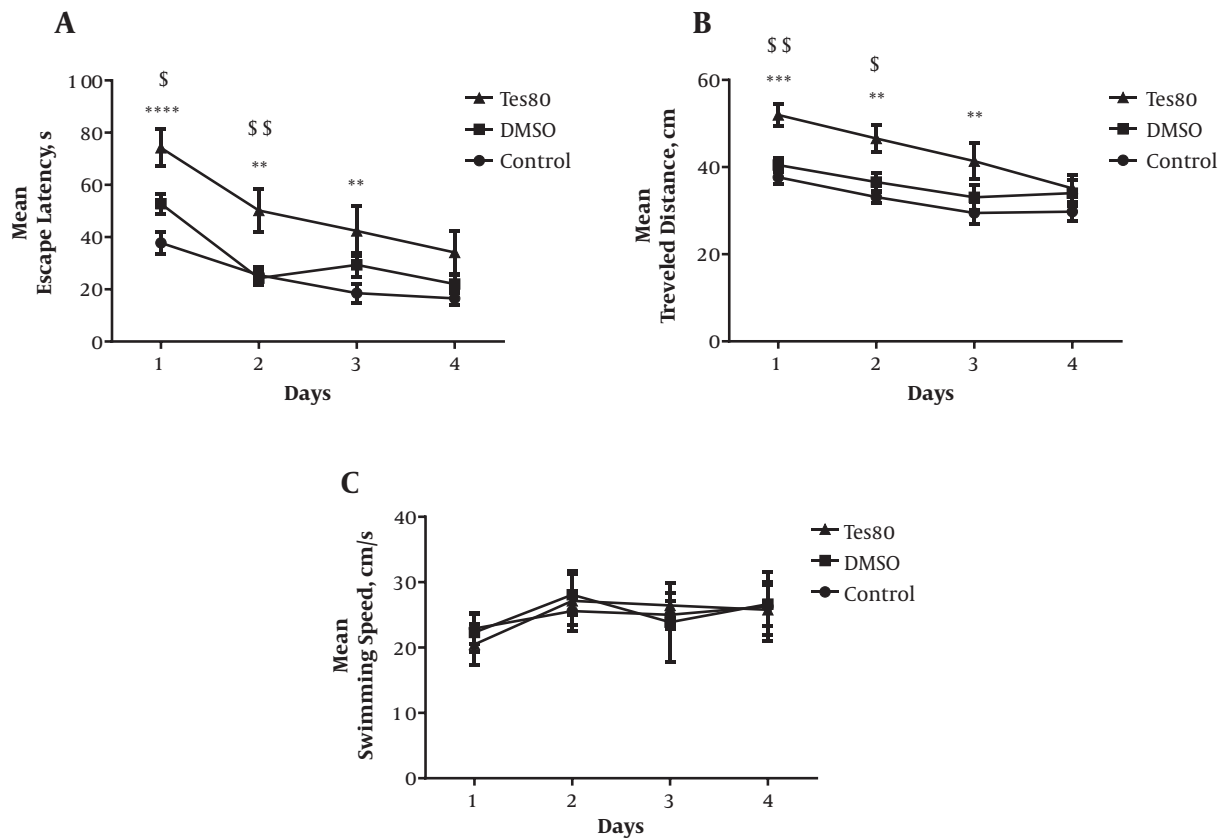 A
$
****
$ $
**
**
Tes80
DMSO
Control
Mean
Escape Latency, s
100
80
60
40
20
0
1 2 3 4
Days
B
$ $
***
$
**
**
Tes80
DMSO
Control
Mean
Treveled Distance, cm
60
40
20
0
1 2 3 4
Days
C
Tes80
DMSO
Control
Mean
Swimming Speed, cm/s
40
30
20
10
0
1 2 3 4
Days